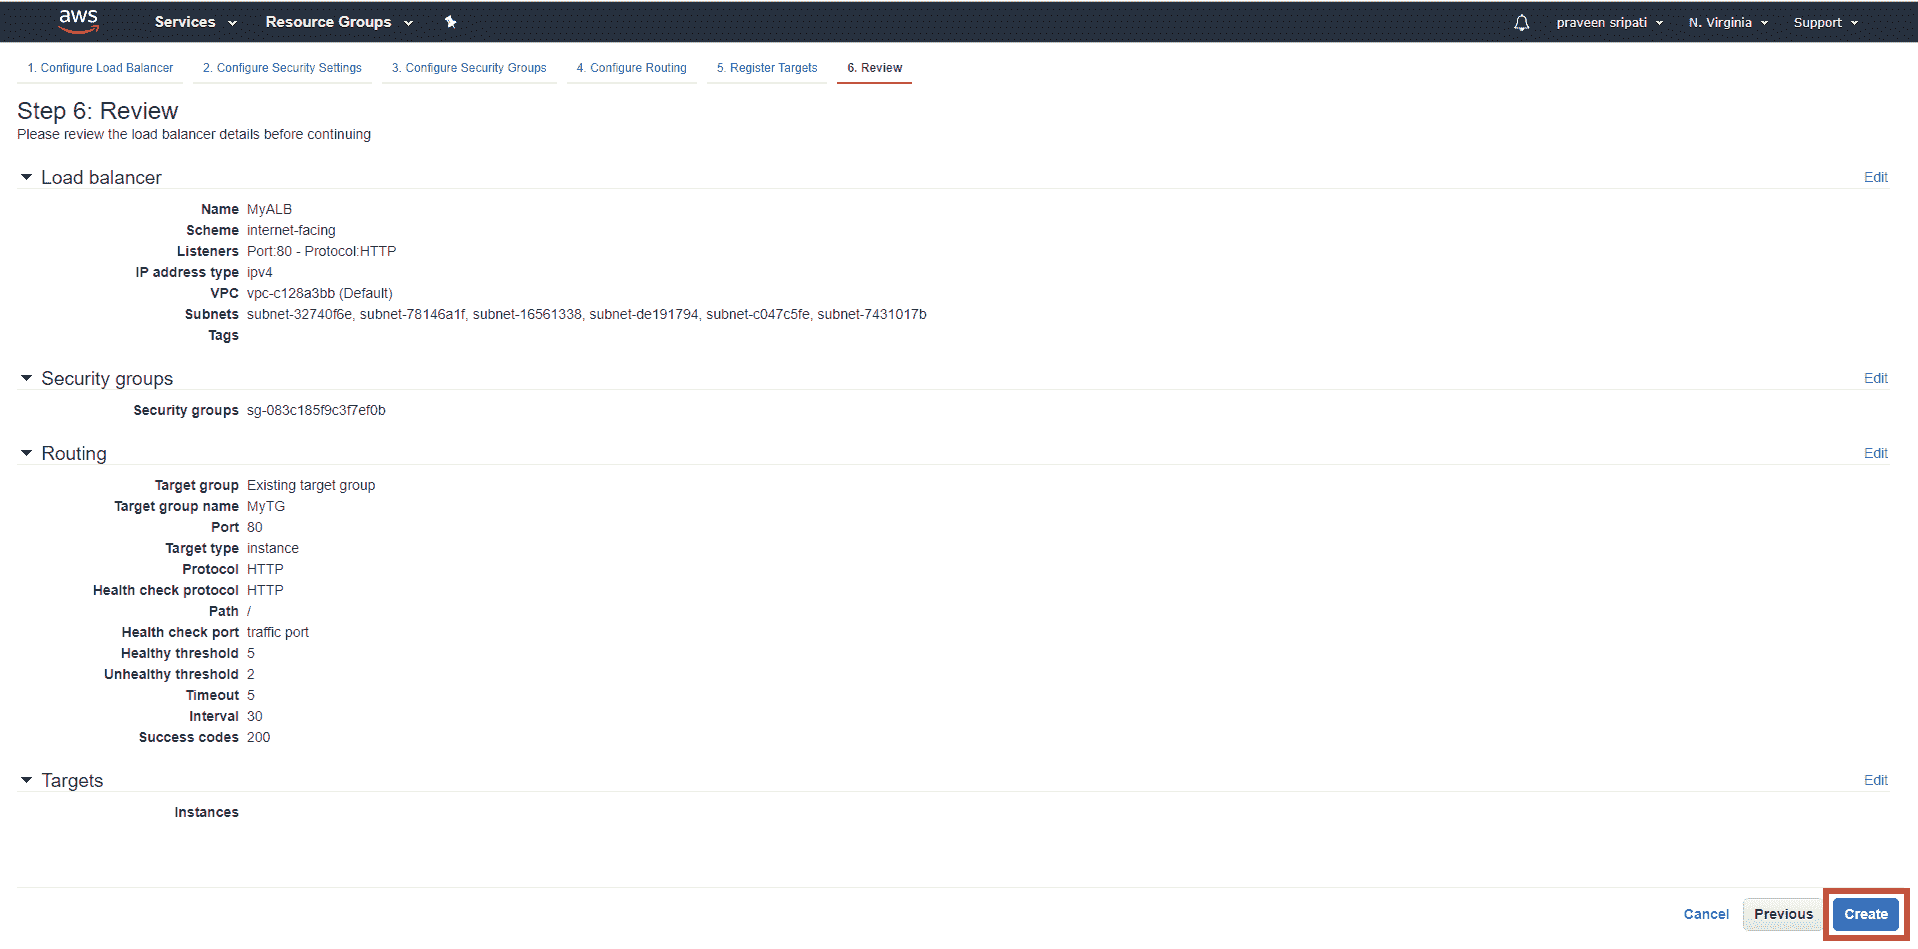 aws Services Resource Groups praveen sripati N. Virginia Support
1. Configure Load Balancer 2. Configure Security Settings 3. Configure Security Groups 4. Configure Routing 5. Register Targets 6. Review
Step 6: Review
Please review the load balancer details before continuing
Load balancer Edit
Name MyALB
Scheme internet-facing
Listeners Port:80 - Protocol:HTTP
IP address type ipv4
VPC vpc-c128a3bb (Default)
Subnets subnet-32740f6e, subnet-78146a1f, subnet-16561338, subnet-de191794, subnet-c047c5fe, subnet-7431017b
Tags
Security groups Edit
Security groups sg-083c185f9c3f7ef0b
Routing Edit
Target group Existing target group
Target group name MyTG
Port 80
Target type instance
Protocol HTTP
Health check protocol HTTP
Path /
Health check port traffic port
Healthy threshold 5
Unhealthy threshold 2
Timeout 5
Interval 30
Success codes 200
Targets Edit
Instances
Cancel Previous Create